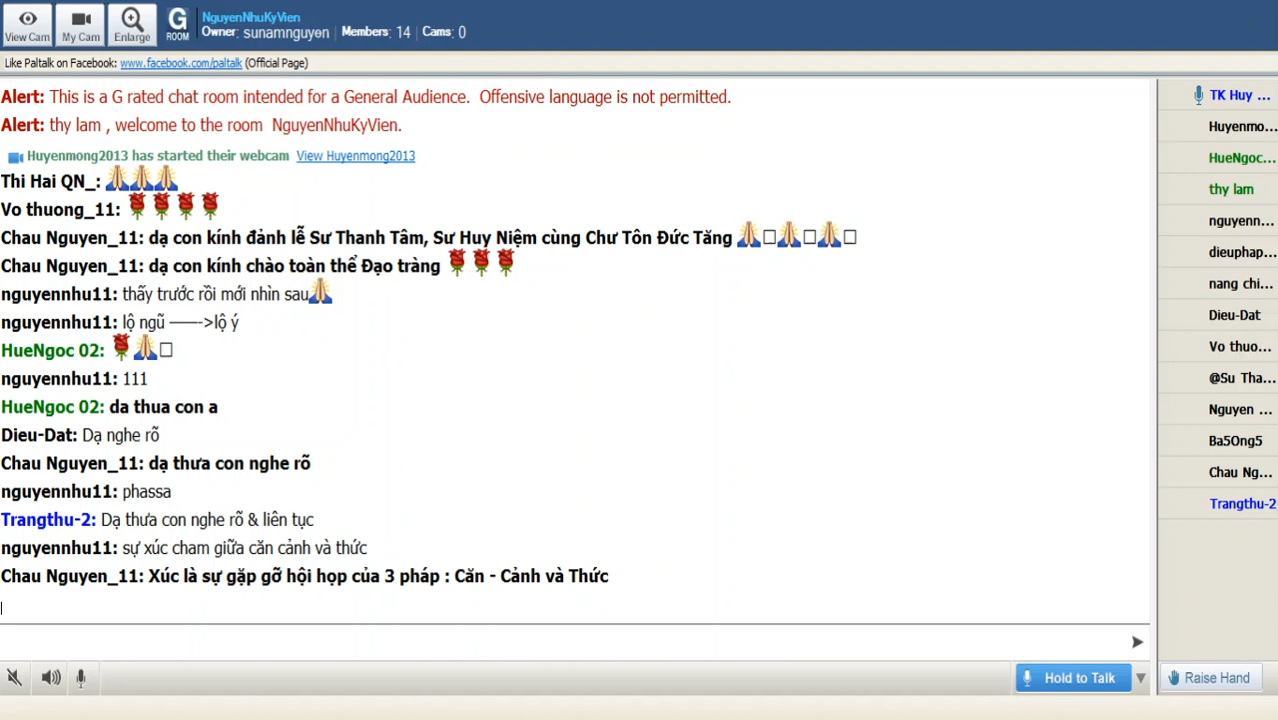 View Cam
My Cam
Enlarge
G
ROOM
NguyenNhuKyVien
Owner: sunamnguyen Members: 14 Cams: 0
Like Paltalk on Facebook: www.facebook.com/paltalk (Official Page)
Alert: This is a G rated chat room intended for a General Audience. Offensive language is not permitted.
Alert: thy lam , welcome to the room NguyenNhuKyVien.
Huyenmong2013 has started their webcam View Huyenmong2013
Thi Hai QN_: 🙏🙏🙏
Vo thuong_11: 🌹🌹🌹🌹
Chau Nguyen_11: dạ con kính đảnh lễ Sư Thanh Tâm, Sư Huy Niệm cùng Chư Tôn Đức Tăng 🙏🙏🙏
Chau Nguyen_11: dạ con kính chào toàn thể Đạo tràng 🌹🌹🌹
nguyennhu11: thấy trước rồi mới nhìn sau🙏
nguyennhu11: lộ ngũ ——->lộ ý
HueNgoc 02: 🌹🙏
nguyennhu11: 111
HueNgoc 02: da thua con a
Dieu-Dat: Dạ nghe rõ
Chau Nguyen_11: dạ thưa con nghe rõ
nguyennhu11: phassa
Trangthu-2: Dạ thưa con nghe rõ & liên tục
nguyennhu11: sự xúc cham giữa căn cảnh và thức
Chau Nguyen_11: Xúc là sự gặp gỡ hội họp của 3 pháp : Căn - Cảnh và Thức
TK Huy ...
Huyenmo...
HueNgoc...
thy lam
nguyenn...
dieuphap...
nang chi...
Dieu-Dat
Vo thuo...
@Su Tha...
Nguyen ...
Ba5Ong5
Chau Ng...
Trangthu-2
Hold to Talk
Raise Hand